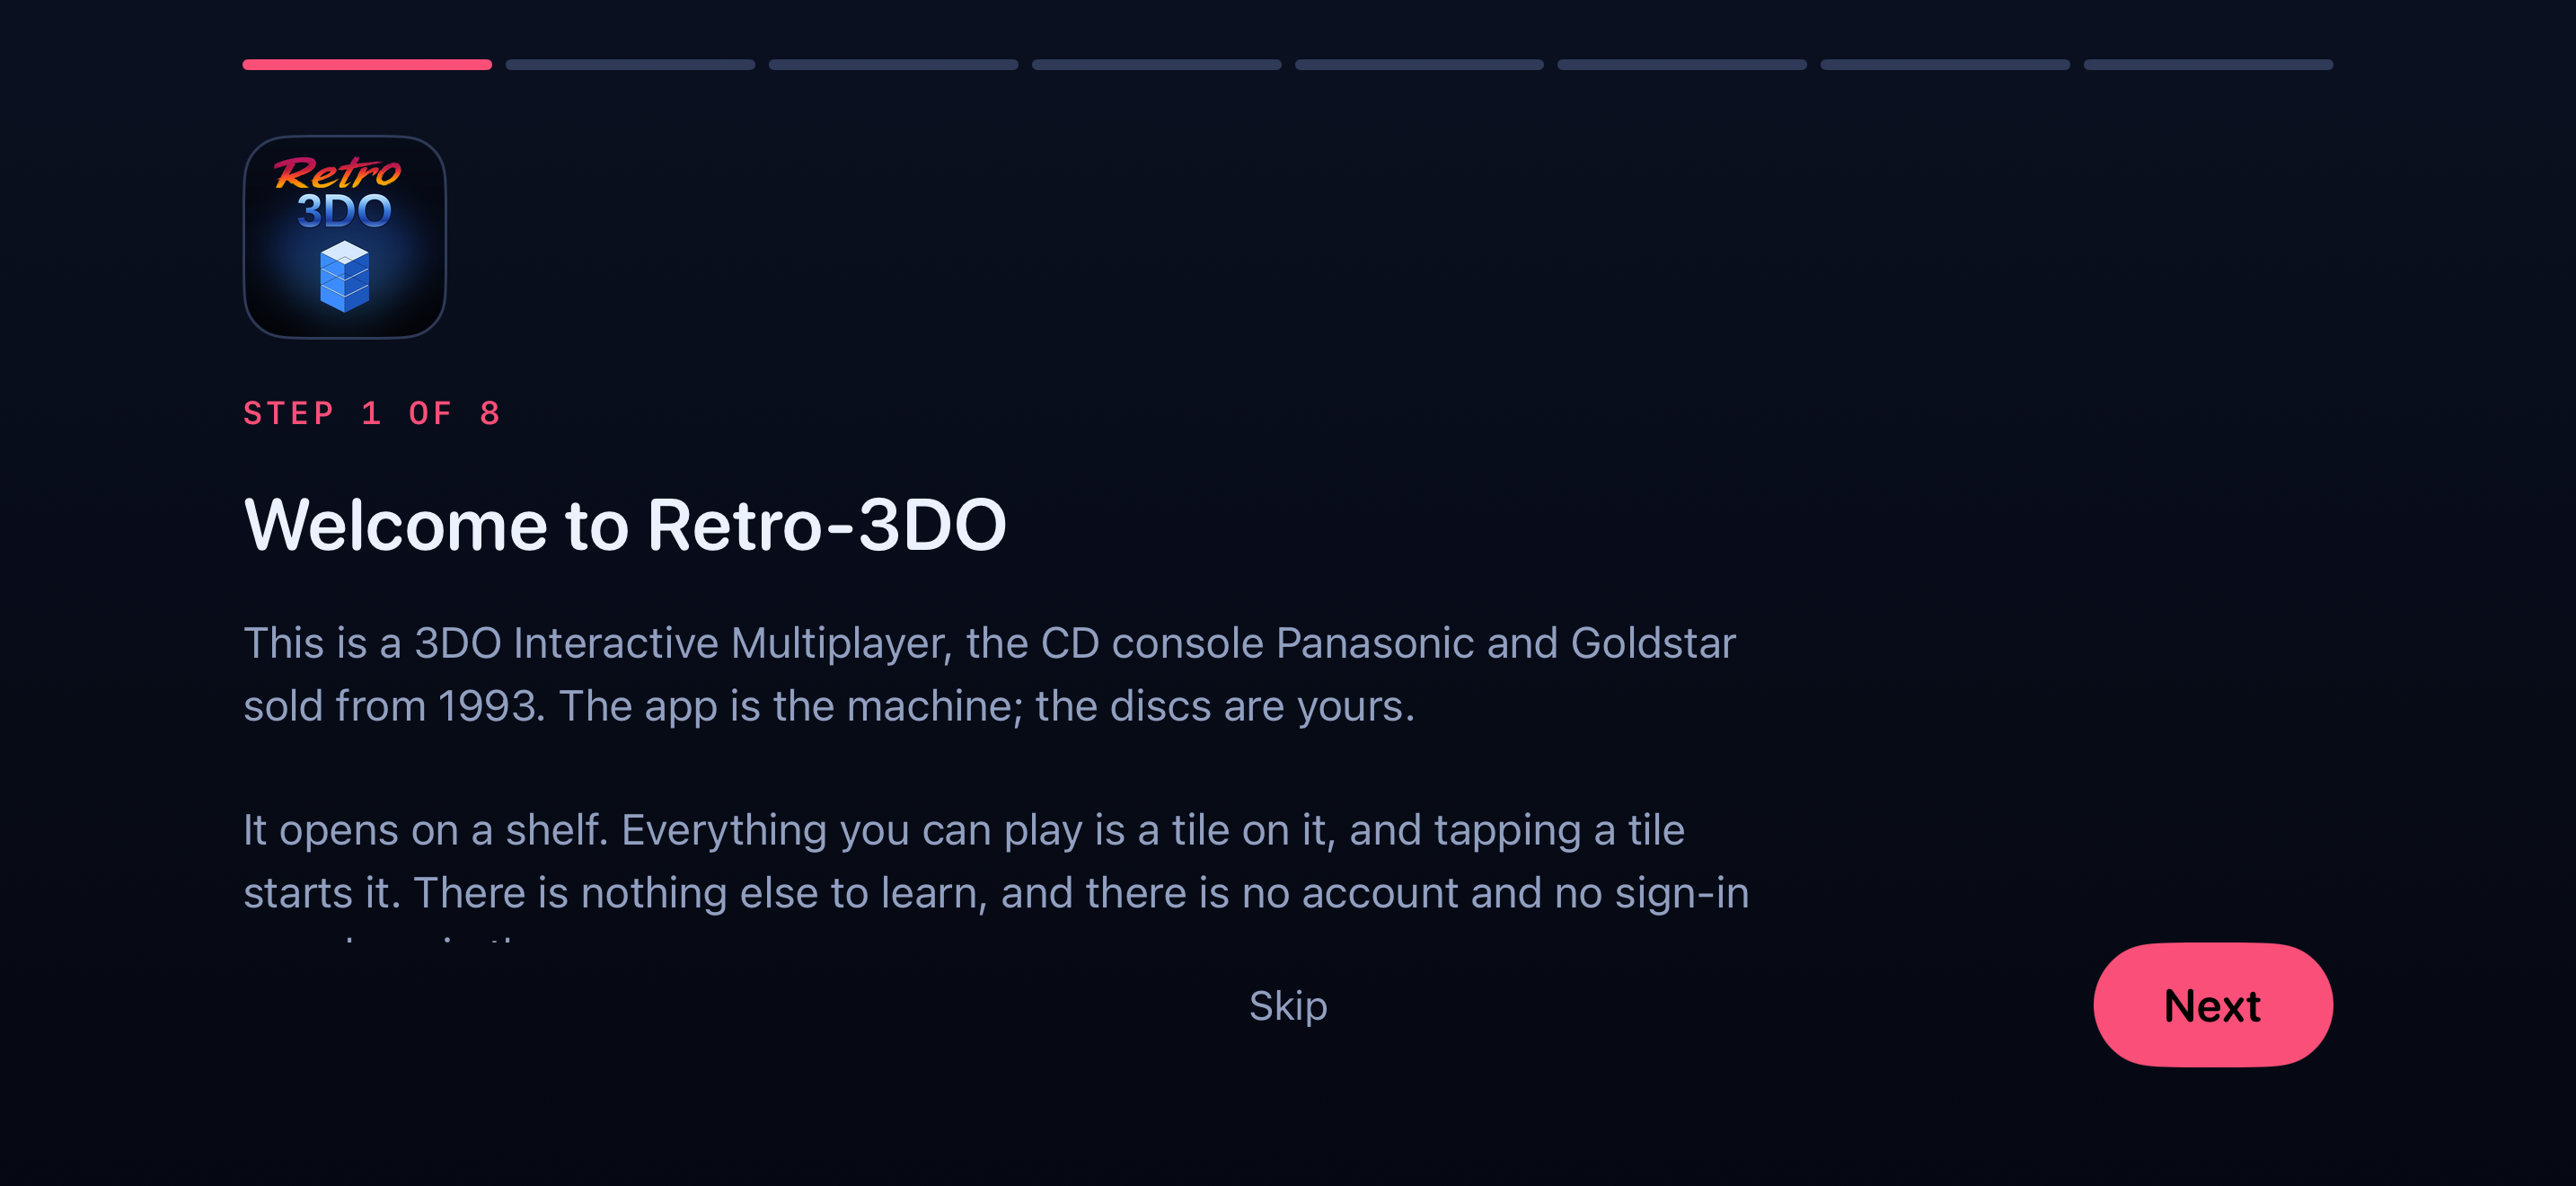 Retro
3DO
STEP 1 OF 8
Welcome to Retro-3DO
This is a 3DO Interactive Multiplayer, the CD console Panasonic and Goldstar
sold from 1993. The app is the machine; the discs are yours.
It opens on a shelf. Everything you can play is a tile on it, and tapping a tile
starts it. There is nothing else to learn, and there is no account and no sign-in
Skip
Next